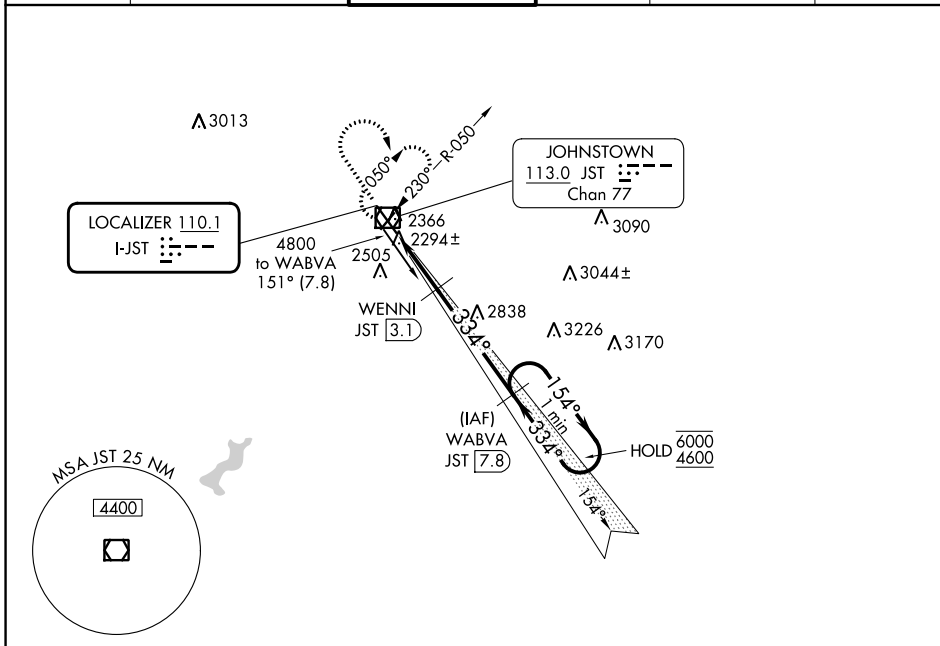 3013
050°
230°
R-050
JOHNSTOWN
113.0 JST
Chan 77
LOCALIZER 110.1
I-JST
2366
2294±
3090
4800
to WABVA
151° (7.8)
2505
3044±
WENNI
JST 3.1
2838
334°
3226
3170
154°
1 min
(IAF)
WABVA
JST 7.8
334°
HOLD 6000
4600
154°
MSA JST 25 NM
4400